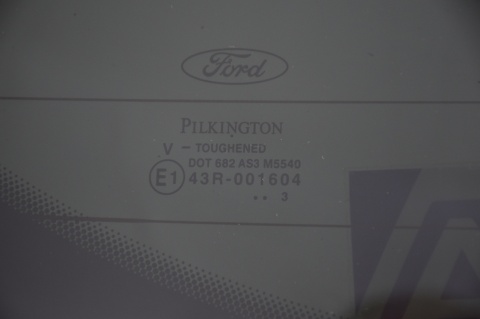 Ford
PILKINGTON
V - TOUGHENED
DOT 682 AS3 M5540
E1 43R-001604
.. 3